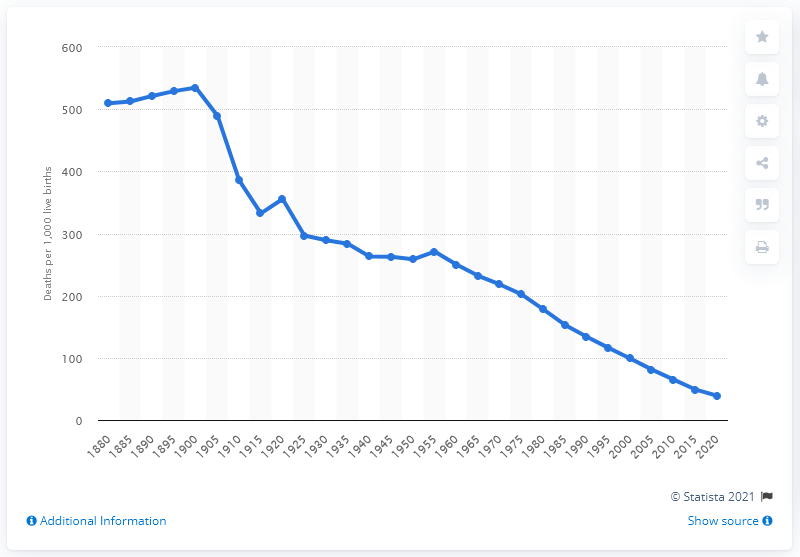 600
500
400
300
200
100
0
Deaths per 1,000 live births
1880 1885 1890 1895 1900 1905 1910 1915 1920 1925 1930 1935 1940 1945 1950 1955 1960 1965 1970 1975 1980 1985 1990 1995 2000 2005 2010 2015 2020
© Statista 2021
Additional Information
Show source